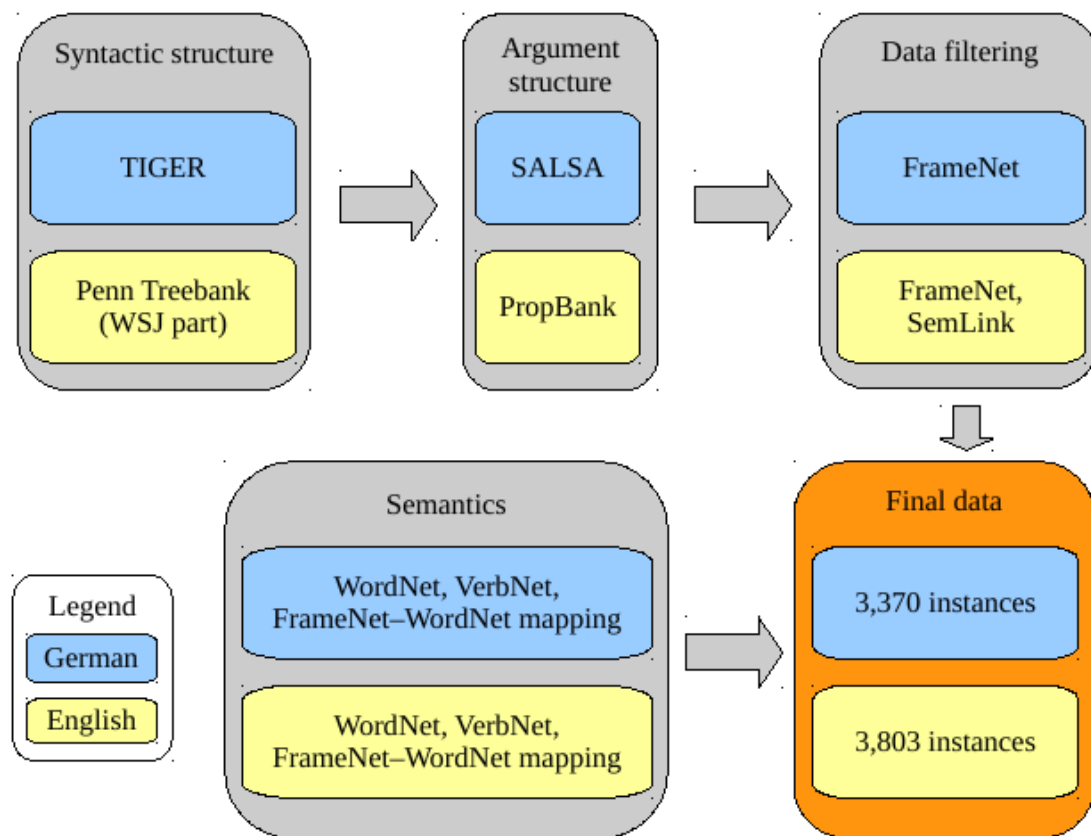 Syntactic structure
TIGER
Penn Treebank
(WSJ part)
Argument
structure
SALSA
PropBank
Data filtering
FrameNet
FrameNet,
SemLink
Legend
German
English
Semantics
WordNet, VerbNet,
FrameNet–WordNet mapping
WordNet, VerbNet,
FrameNet–WordNet mapping
Final data
3,370 instances
3,803 instances